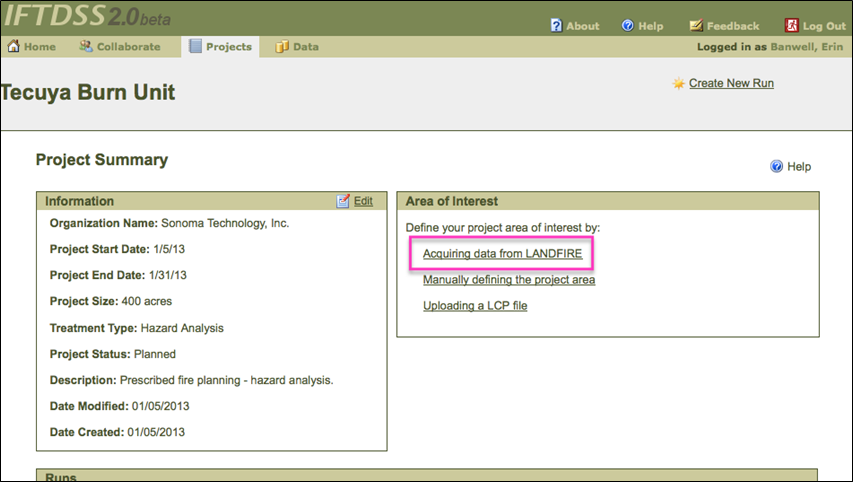 IFTDSS2.0beta
About Help Feedback Log Out
Home Collaborate Projects Data Logged in as Banwell, Erin
Tecuya Burn Unit
Create New Run
Project Summary
Help
Information Edit
Organization Name: Sonoma Technology, Inc.
Project Start Date: 1/5/13
Project End Date: 1/31/13
Project Size: 400 acres
Treatment Type: Hazard Analysis
Project Status: Planned
Description: Prescribed fire planning - hazard analysis.
Date Modified: 01/05/2013
Date Created: 01/05/2013
Area of Interest
Define your project area of interest by:
Acquiring data from LANDFIRE
Manually defining the project area
Uploading a LCP file
Runs